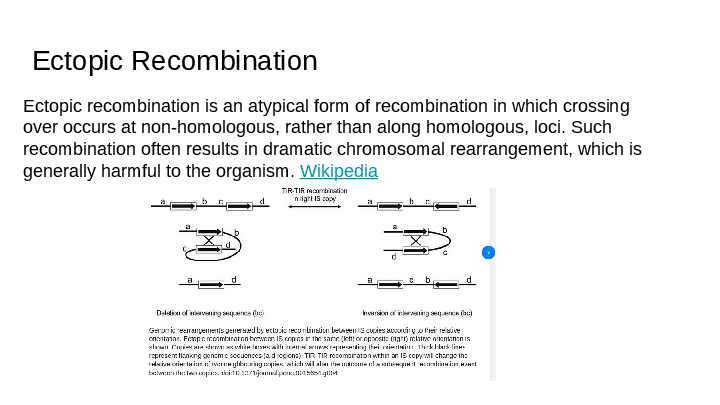 Ectopic Recombination
Ectopic recombination is an atypical form of recombination in which crossing
over occurs at non-homologous, rather than along homologous, loci. Such
recombination often results in dramatic chromosomal rearrangement, which is
generally harmful to the organism. Wikipedia
TIR-TIR recombination
n right IS copy
a b c d a b c d
a b c d a b c d
a d a c b d
Deletion of intervening sequence (bc) Inversion of intervening sequence (bc)
Genomic rearrangements generated by ectopic recombination between IS copies according to their relative
orientation. Ectopic recombination between IS copies in the same (left) or opposite (right) relative orientation is
shown. Copies are shown as white boxes with internal arrows representing their orientation. Thick black lines
represent flanking genomic sequences (a-d regions). TIR-TIR recombination within an IS copy will change the
relative orientation of two neighbouring copies, which will alter the outcome of a subsequent recombination event
between the two copies. doi:10.1371/journal.pone.0015654.g004